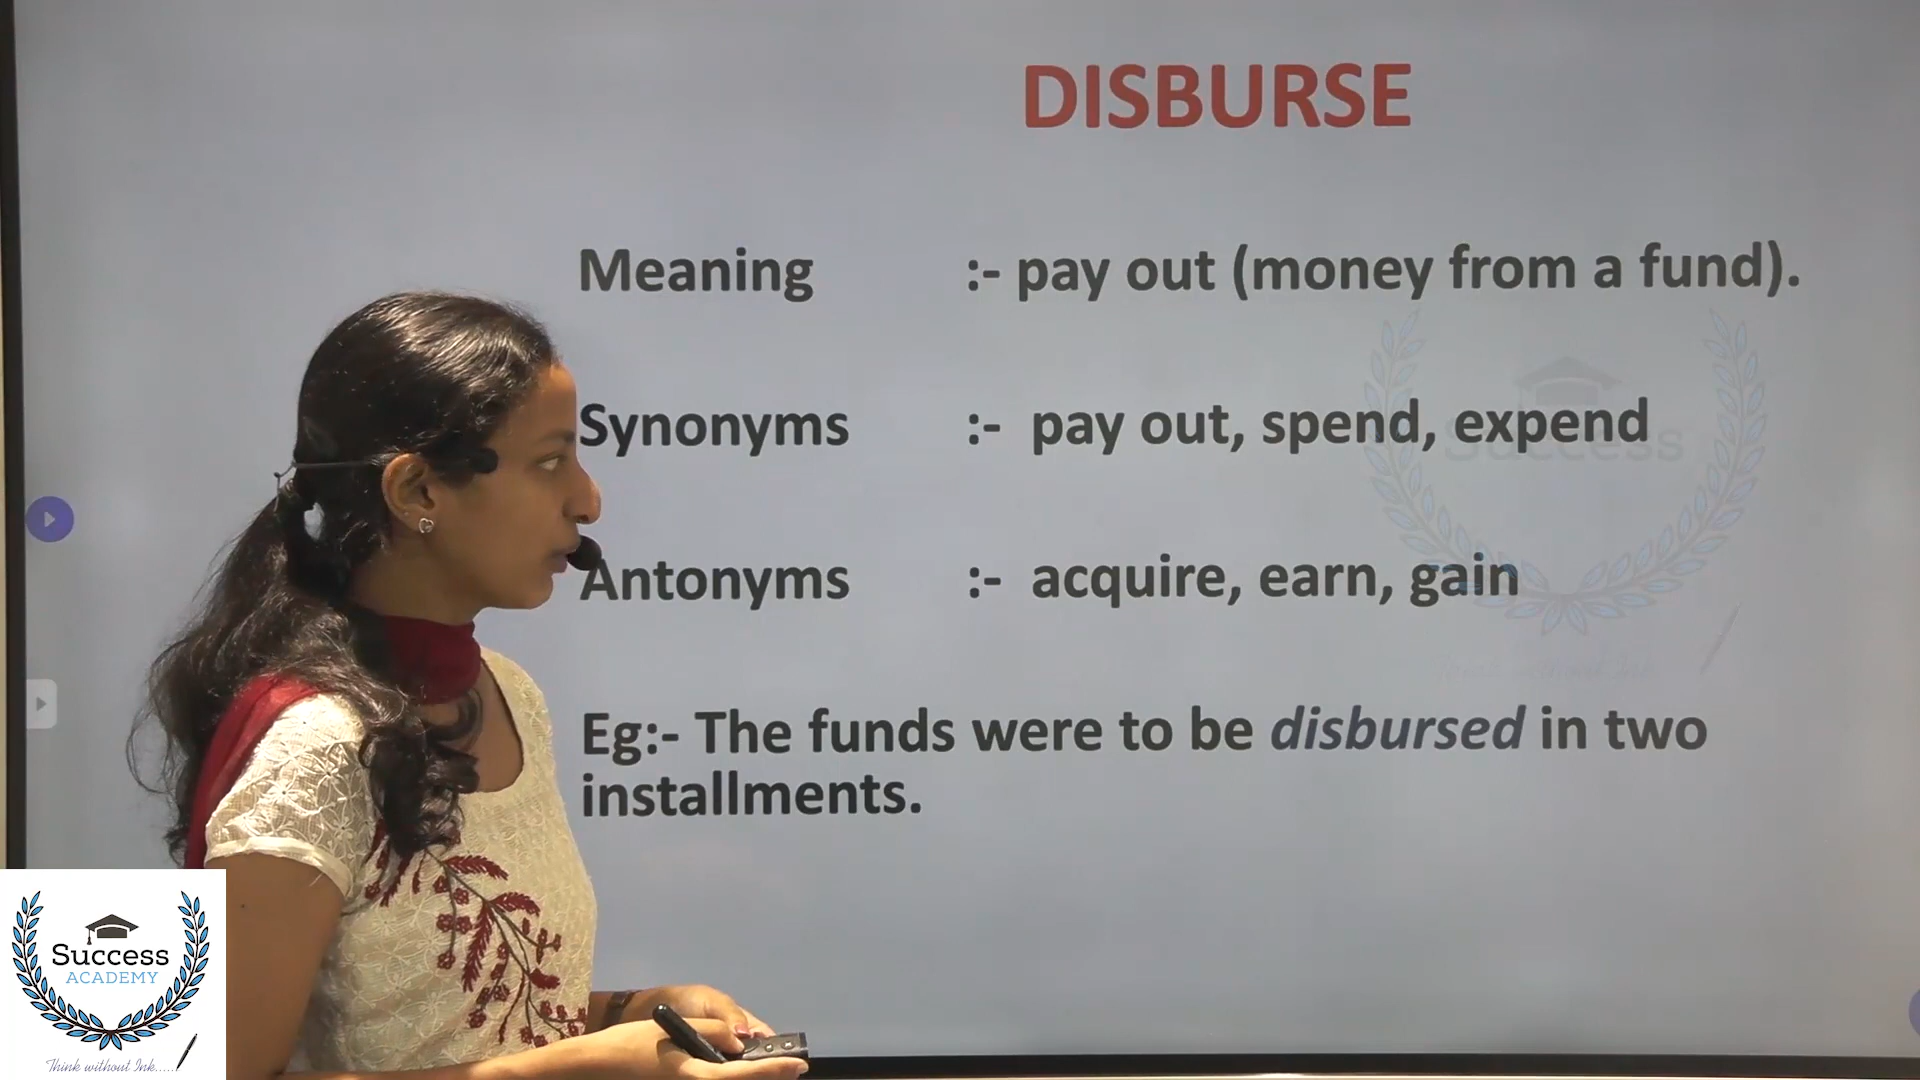 DISBURSE
Meaning :- pay out (money from a fund).
Synonyms :- pay out, spend, expend
Antonyms :- acquire, earn, gain
Eg:- The funds were to be disbursed in two
installments.
Success
Success
ACADEMY
Think without Ink.....